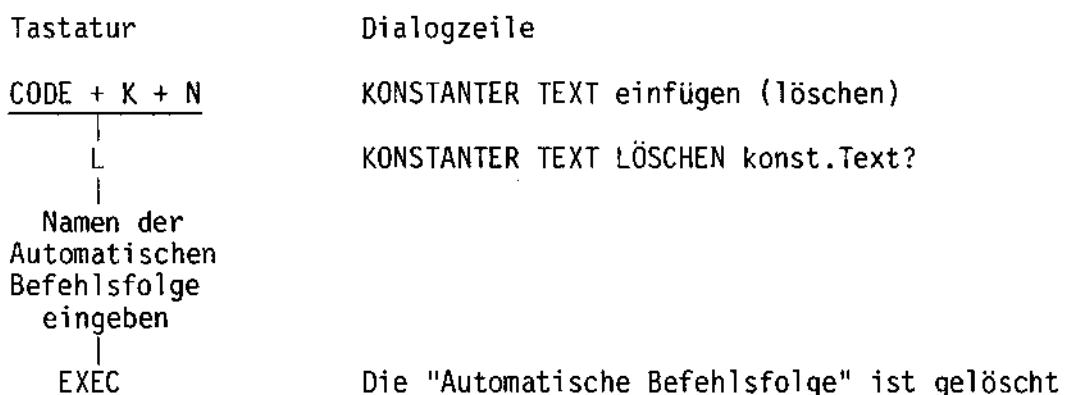 Tastatur Dialogzeile
CODE + K + N KONSTANTER TEXT einfügen (löschen)
L KONSTANTER TEXT LÖSCHEN konst.Text?
Namen der
Automatischen
Befehlsfolge
eingeben
EXEC Die "Automatische Befehlsfolge" ist gelöscht